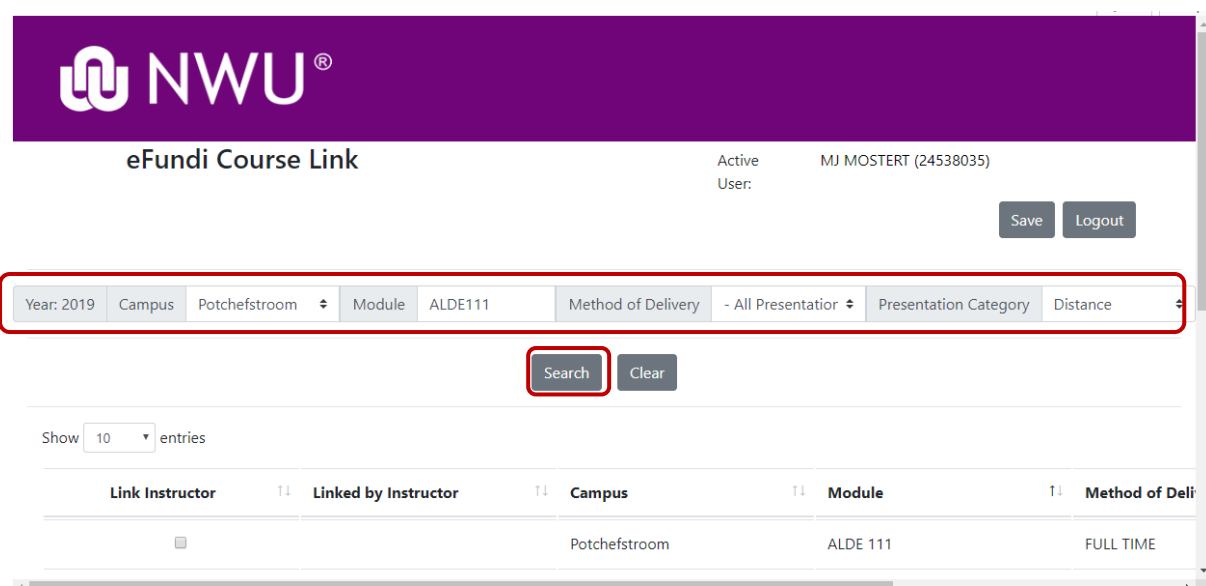 NWU®
eFundi Course Link
Active User: MJ MOSTERT (24538035)
Save Logout
Year: 2019 Campus Potchefstroom Module ALDE111 Method of Delivery - All Presentatior Presentation Category Distance
Search Clear
Show 10 entries
Link Instructor Linked by Instructor Campus Module Method of Deli
Potchefstroom ALDE 111 FULL TIME